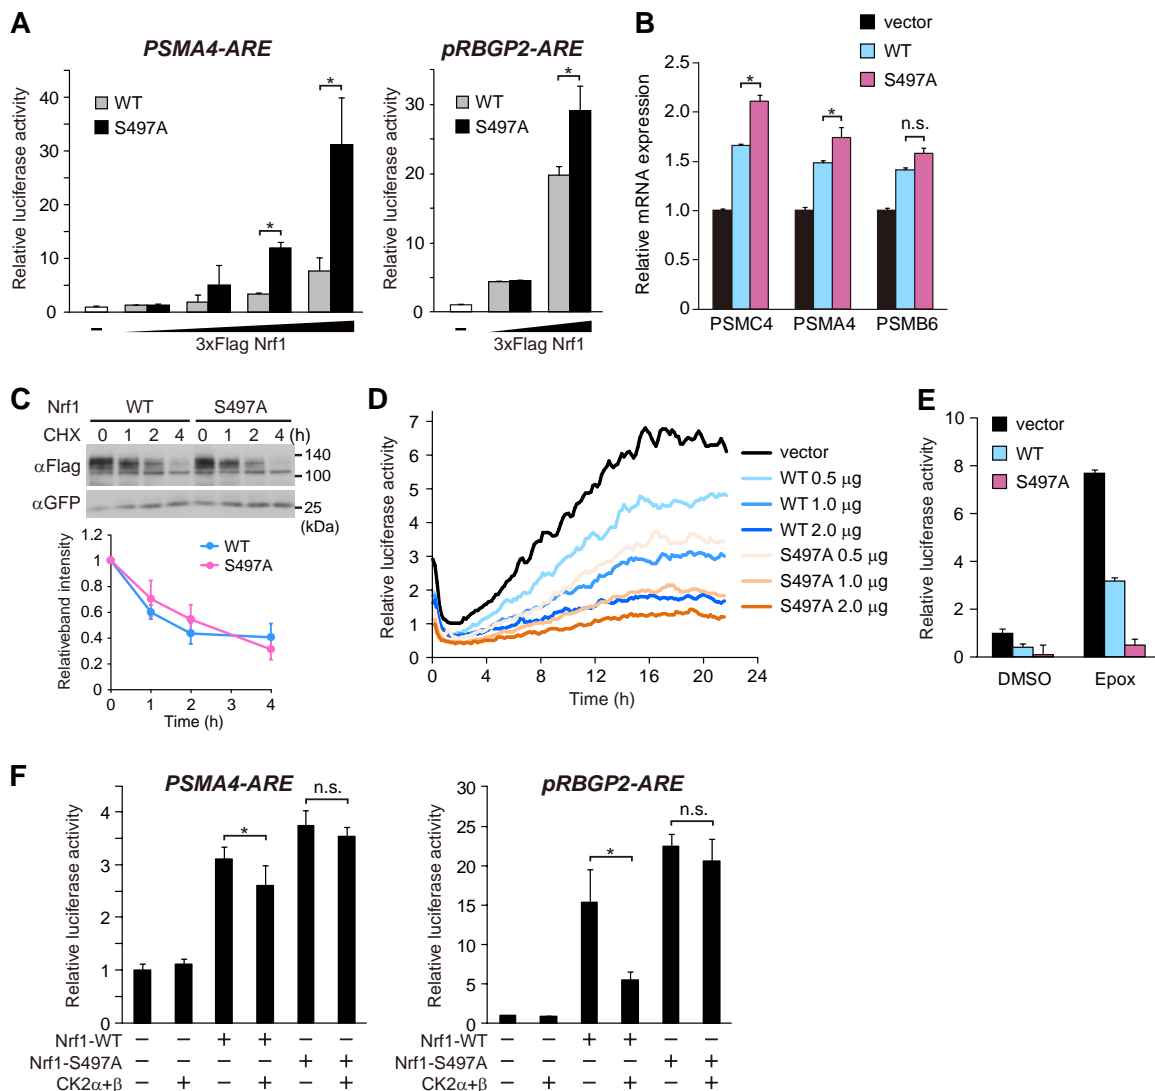 A
PSMA4-ARE
Relative luciferase activity
40
30
20
10
0
WT
S497A
*
*
–
3xFlag Nrf1
pRBGP2-ARE
Relative luciferase activity
30
20
10
0
WT
S497A
*
–
3xFlag Nrf1
B
vector
WT
S497A
Relative mRNA expression
2.5
2.0
1.5
1.0
0.5
0
*
*
n.s.
PSMC4 PSMA4 PSMB6
C
Nrf1 WT S497A
CHX 0 1 2 4 0 1 2 4 (h)
αFlag
140
100
αGFP
25
(kDa)
Relativeband intensity
1.2
1
0.8
0.6
0.4
0.2
0
WT
S497A
0 1 2 3 4
Time (h)
D
Relative luciferase activity
7
6
5
4
3
2
1
0
0 4 8 12 16 20 24
Time (h)
vector
WT 0.5 μg
WT 1.0 μg
WT 2.0 μg
S497A 0.5 μg
S497A 1.0 μg
S497A 2.0 μg
E
Relative luciferase activity
10
8
6
4
2
0
vector
WT
S497A
DMSO Epox
F
PSMA4-ARE
Relative luciferase activity
4
3
2
1
0
*
n.s.
Nrf1-WT – – + + – –
Nrf1-S497A – – – – + +
CK2α+β – + – + – +
pRBGP2-ARE
Relative luciferase activity
30
25
20
15
10
5
0
*
n.s.
Nrf1-WT – – + + – –
Nrf1-S497A – – – – + +
CK2α+β – + – + – +